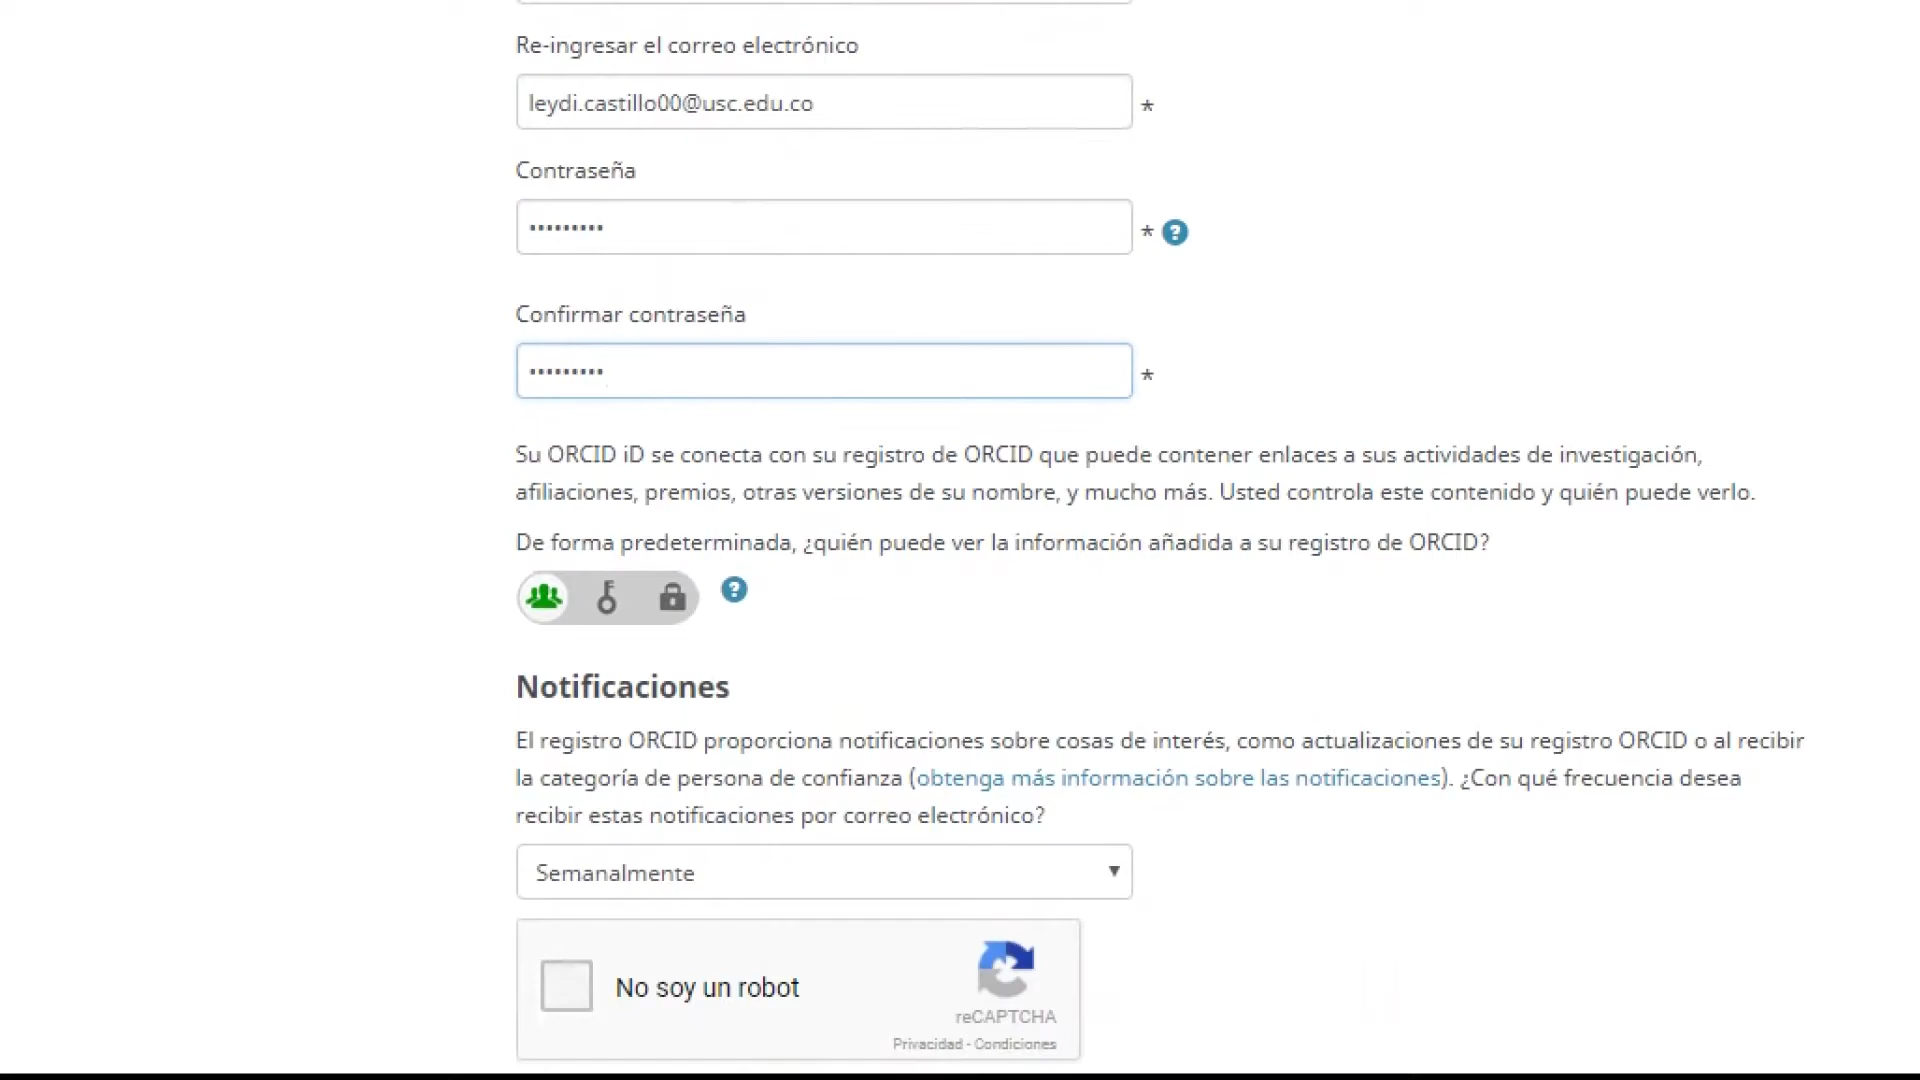 Re-ingresar el correo electrónico
leydi.castillo00@usc.edu.co
*
Contraseña
•••••••••
* ?
Confirmar contraseña
•••••••••
*
Su ORCID iD se conecta con su registro de ORCID que puede contener enlaces a sus actividades de investigación,
afiliaciones, premios, otras versiones de su nombre, y mucho más. Usted controla este contenido y quién puede verlo.
De forma predeterminada, ¿quién puede ver la información añadida a su registro de ORCID?
?
Notificaciones
El registro ORCID proporciona notificaciones sobre cosas de interés, como actualizaciones de su registro ORCID o al recibir
la categoría de persona de confianza (obtenga más información sobre las notificaciones). ¿Con qué frecuencia desea
recibir estas notificaciones por correo electrónico?
Semanalmente
No soy un robot
reCAPTCHA
Privacidad - Condiciones